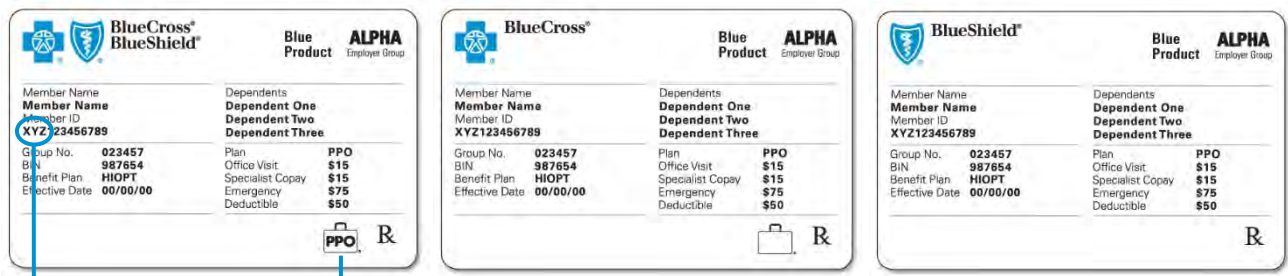 BlueCross®
BlueShield®
Blue Product
ALPHA
Employer Group
Member Name
Member Name
Member ID
XYZ123456789
Dependents
Dependent One
Dependent Two
Dependent Three
Group No. 023457
BIN 987654
Benefit Plan HIOPT
Effective Date 00/00/00
Plan PPO
Office Visit $15
Specialist Copay $15
Emergency $75
Deductible $50
PPO
℞
BlueCross®
Blue Product
ALPHA
Employer Group
Member Name
Member Name
Member ID
XYZ123456789
Dependents
Dependent One
Dependent Two
Dependent Three
Group No. 023457
BIN 987654
Benefit Plan HIOPT
Effective Date 00/00/00
Plan PPO
Office Visit $15
Specialist Copay $15
Emergency $75
Deductible $50
℞
BlueShield®
Blue Product
ALPHA
Employer Group
Member Name
Member Name
Member ID
XYZ123456789
Dependents
Dependent One
Dependent Two
Dependent Three
Group No. 023457
BIN 987654
Benefit Plan HIOPT
Effective Date 00/00/00
Plan PPO
Office Visit $15
Specialist Copay $15
Emergency $75
Deductible $50
℞